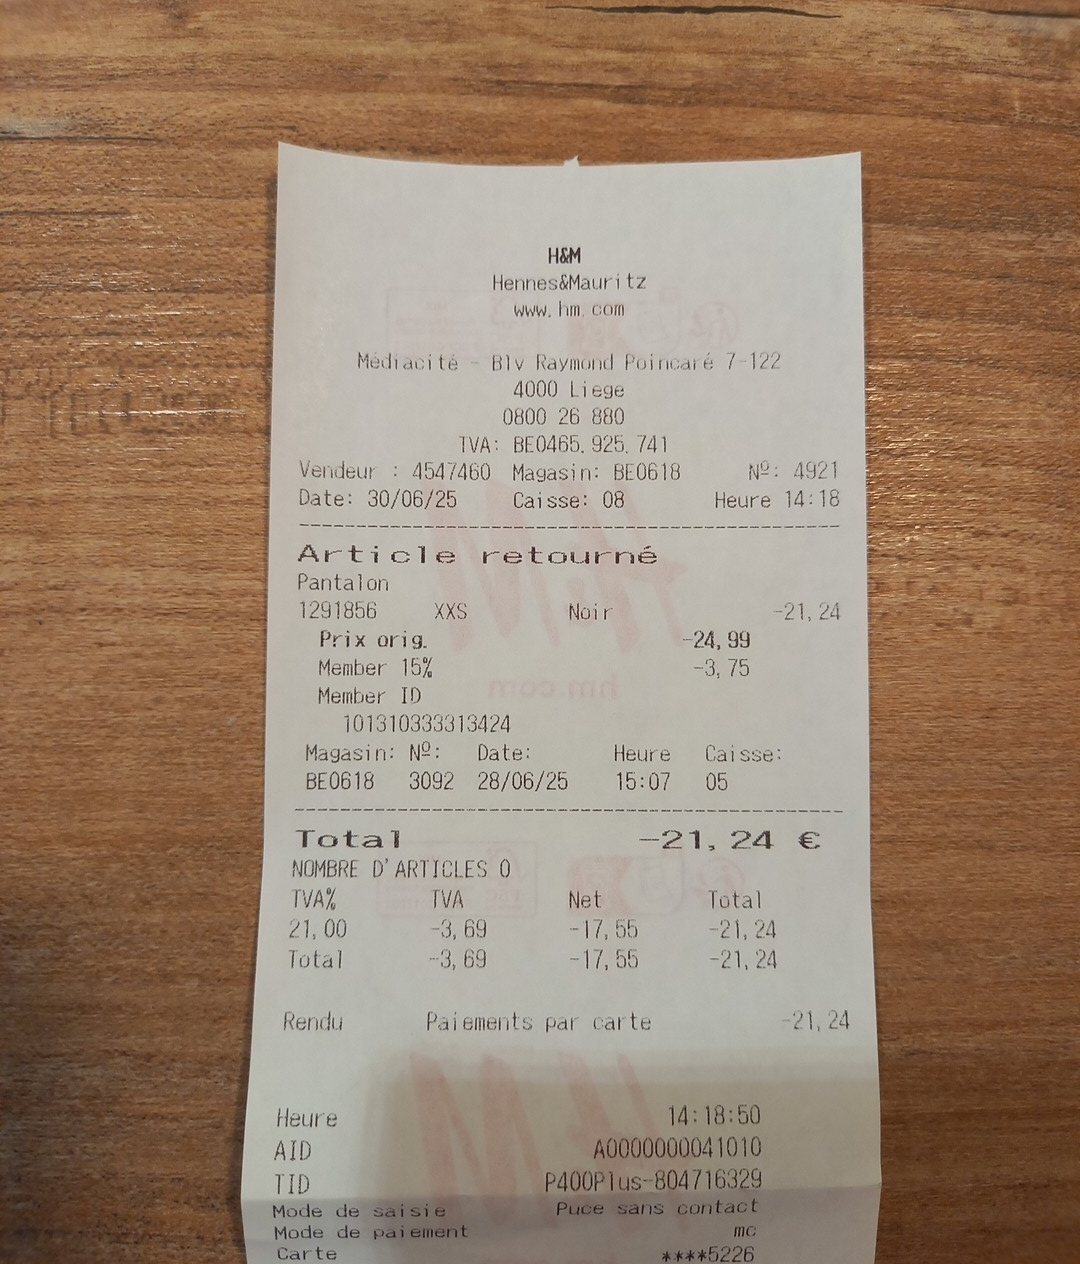 H&M
Hennes&Mauritz
www.hm.com
Médiacité - Blv Raymond Poincaré 7-122
4000 Liege
0800 26 880
TVA: BE0465.925.741
Vendeur : 4547460 Magasin: BE0618 Nº: 4921
Date: 30/06/25 Caisse: 08 Heure 14:18
Article retourné
Pantalon
1291856 XXS Noir -21,24
Prix orig. -24,99
Member 15% -3,75
Member ID
101310333313424
Magasin: Nº: Date: Heure Caisse:
BE0618 3092 28/06/25 15:07 05
Total -21,24 €
NOMBRE D'ARTICLES 0
TVA% TVA Net Total
21,00 -3,69 -17,55 -21,24
Total -3,69 -17,55 -21,24
Rendu Paiements par carte -21,24
Heure 14:18:50
AID A0000000041010
TID P400Plus-804716329
Mode de saisie Puce sans contact
Mode de paiement mc
Carte ****5226